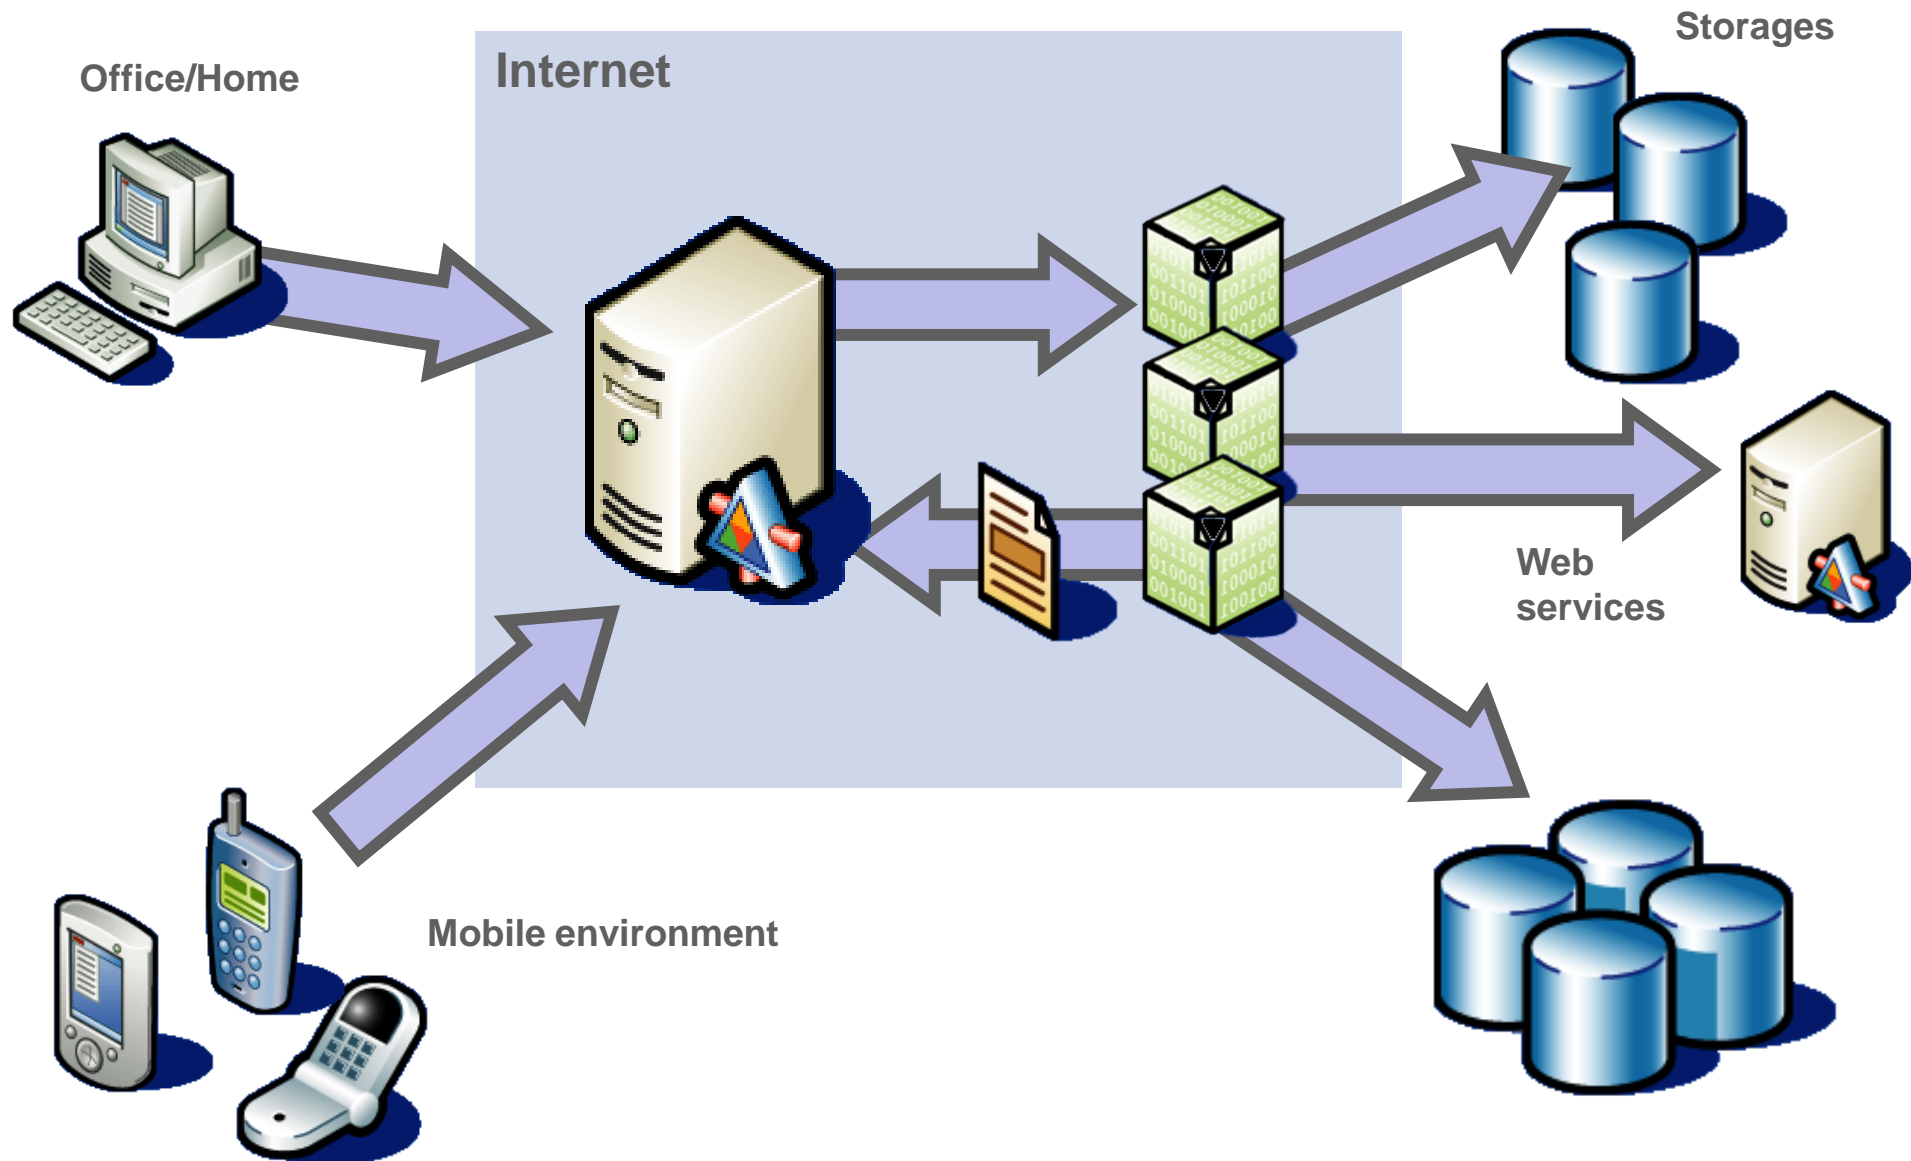 Storages
Office/Home
Internet
Web
services
Mobile environment